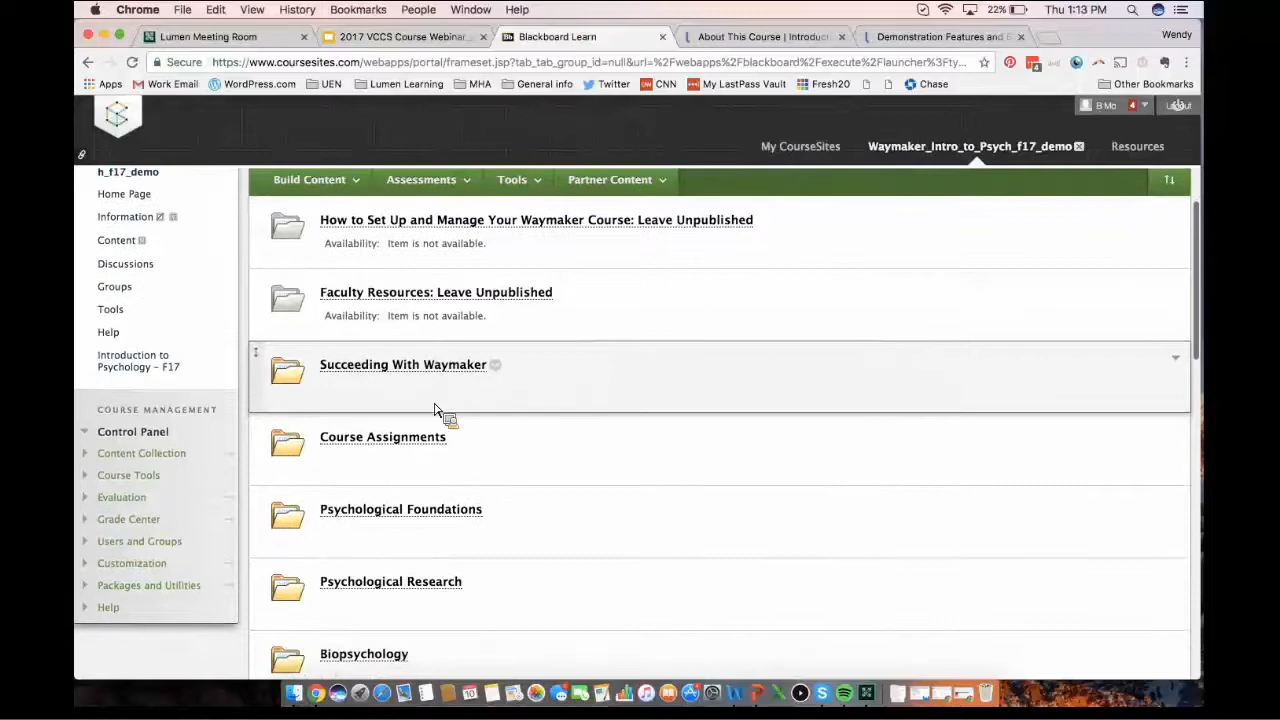 Chrome File Edit View History Bookmarks People Window Help 22% Thu 1:13 PM
Lumen Meeting Room 2017 VCCS Course Webinar Blackboard Learn About This Course | Introduct Demonstration Features and Wendy
Secure https://www.coursesites.com/webapps/portal/frameset.jsp?tab_tab_group_id=null&url=%2Fwebapps%2Fblackboard%2Fexecute%2Flauncher%3Fty...
Apps Work Email WordPress.com UEN Lumen Learning MHA General info Twitter CNN My LastPass Vault Fresh20 Chase Other Bookmarks
B Mo 4 Logout
My CourseSites Waymaker_Intro_to_Psych_f17_demo Resources
h_f17_demo
Home Page
Information
Content
Discussions
Groups
Tools
Help
Introduction to
Psychology - F17
COURSE MANAGEMENT
Control Panel
Content Collection
Course Tools
Evaluation
Grade Center
Users and Groups
Customization
Packages and Utilities
Help
Build Content Assessments Tools Partner Content
How to Set Up and Manage Your Waymaker Course: Leave Unpublished
Availability: Item is not available.
Faculty Resources: Leave Unpublished
Availability: Item is not available.
Succeeding With Waymaker
Course Assignments
Psychological Foundations
Psychological Research
Biopsychology